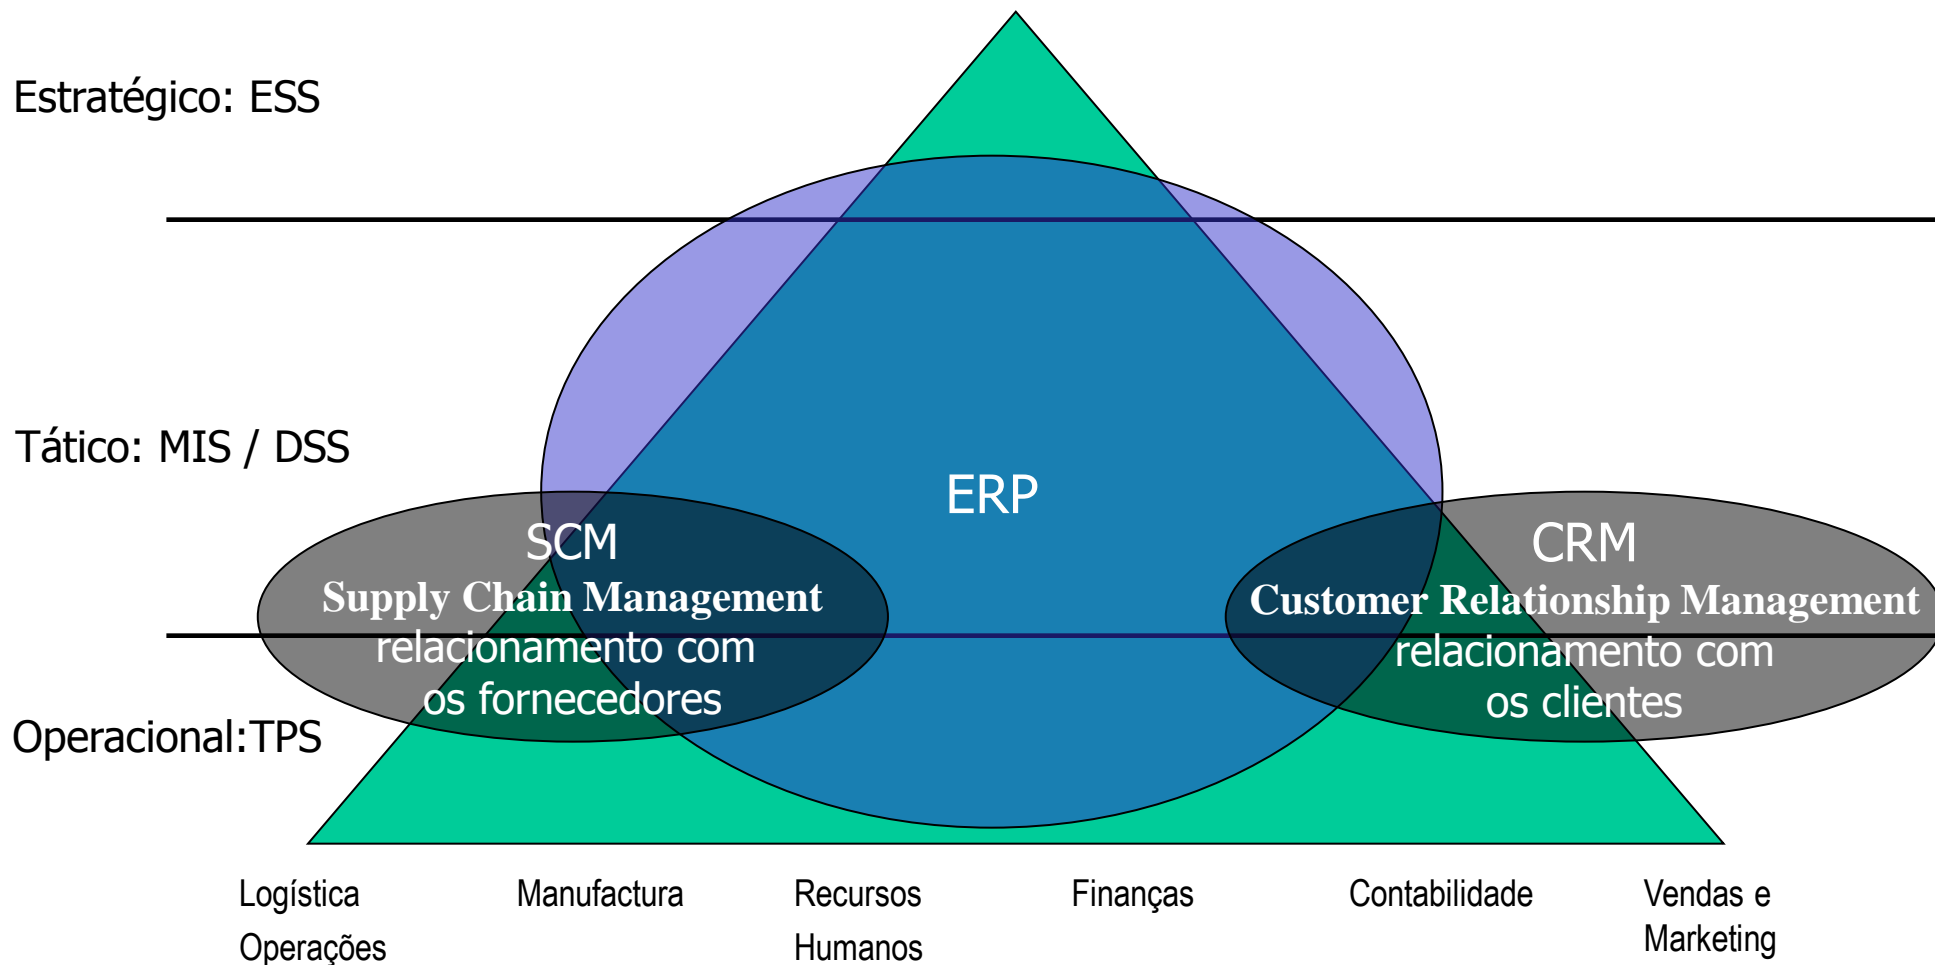 Estratégico: ESS
Tático: MIS / DSS
ERP
SCM
Supply Chain Management
relacionamento com
os fornecedores
CRM
Customer Relationship Management
relacionamento com
os clientes
Operacional:TPS
Logística
Operações
Manufactura
Recursos
Humanos
Finanças
Contabilidade
Vendas e
Marketing